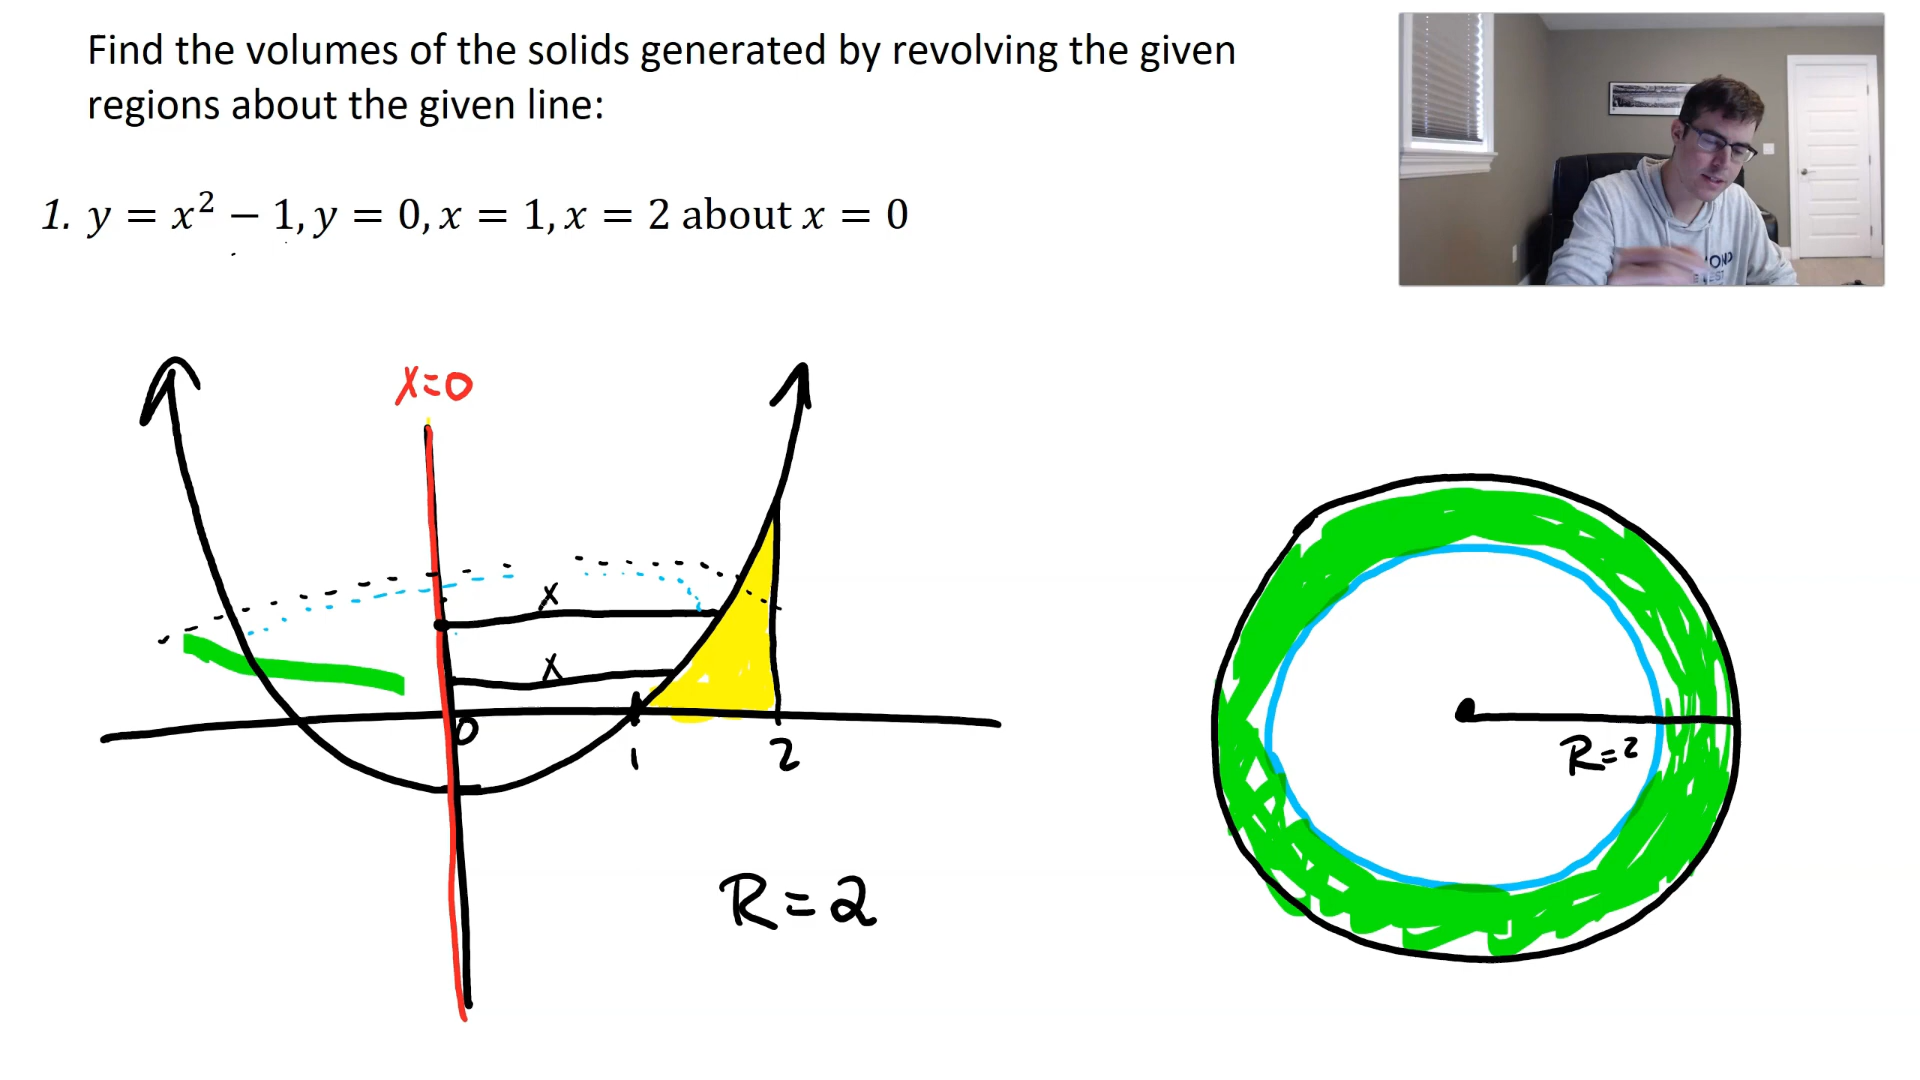 Find the volumes of the solids generated by revolving the given
regions about the given line:
1. y = x² − 1, y = 0, x = 1, x = 2 about x = 0
x=0
x
x
0
1
2
R=2
R=2